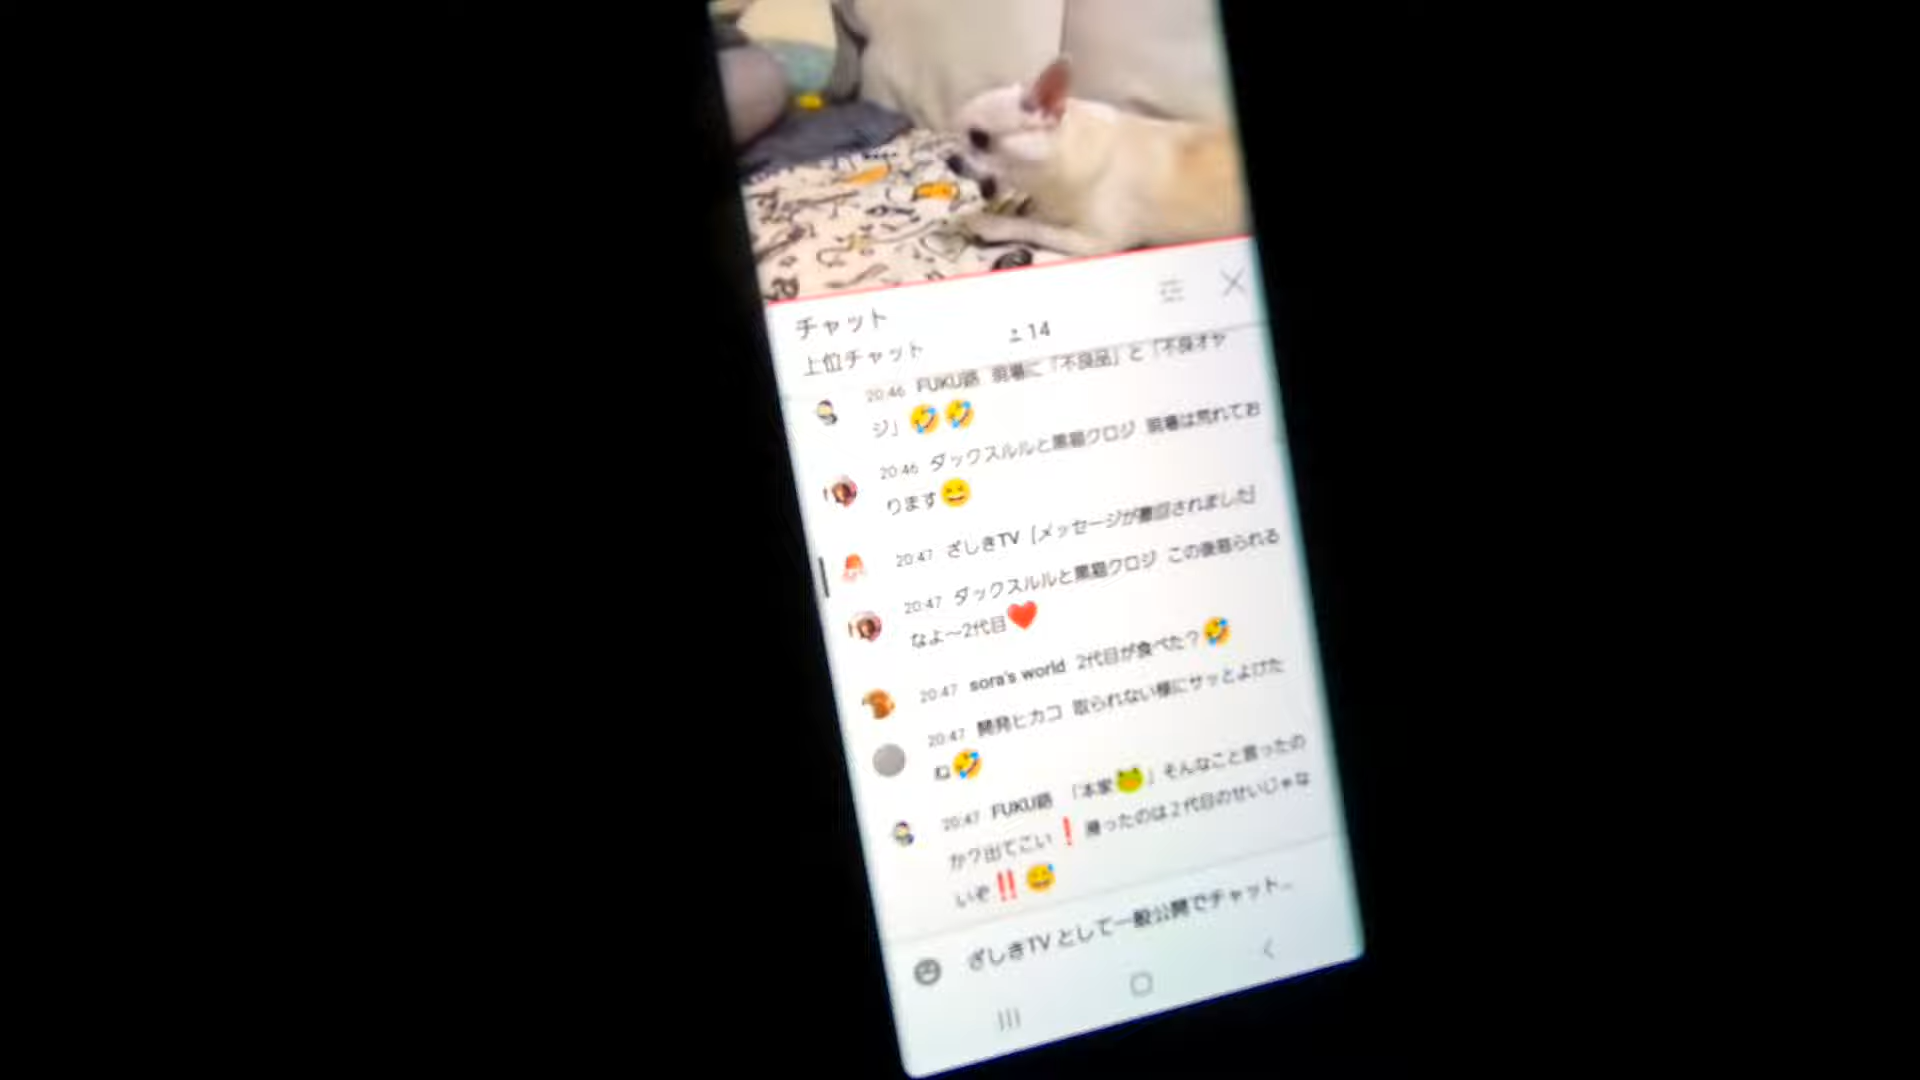 チャット
上位チャット
14
20:46 FUKU爺 現場に「不良品」と「不良オヤ
ジ」🤣🤣
20:46 ダックスルルと黒猫クロジ 現場は荒れてお
ります😆
20:47 ざしきTV [メッセージが撤回されました]
20:47 ダックスルルと黒猫クロジ この後怒られる
なよ〜2代目❤️
20:47 sora's world 2代目が食べた？🤣
20:47 開発ヒカコ 取られない様にサッとよけた
ね🤣
20:47 FUKU爺 「本家🐸」そんなこと言ったの
か？出てこい❗帰ったのは２代目のせいじゃな
いぞ‼️😅
ざしきTV として一般公開でチャット...